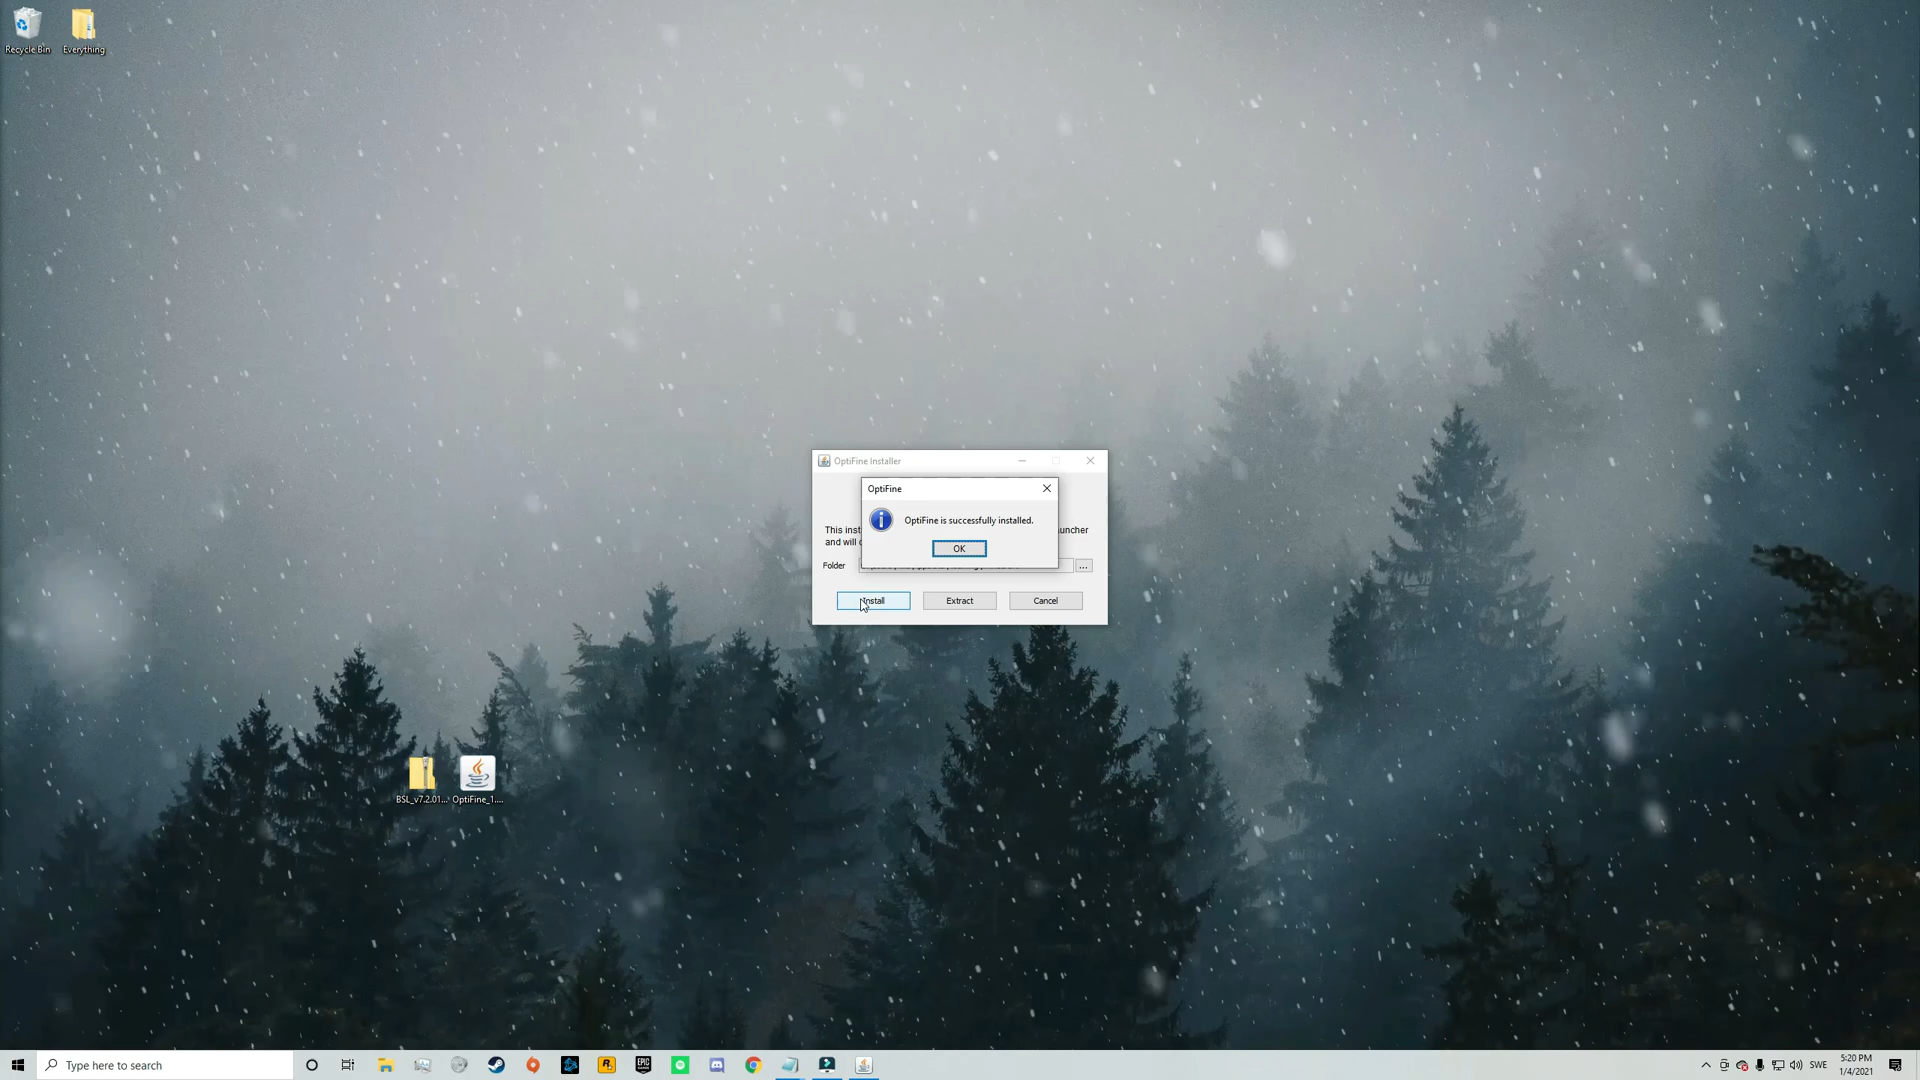 Recycle Bin
Everything
OptiFine Installer
OptiFine
OptiFine is successfully installed.
This inst
uncher
and will
OK
Folder
...
Install
Extract
Cancel
BSL_v7.2.01...
OptiFine_1....
Type here to search
EPIC
SWE
5:20 PM
1/4/2021